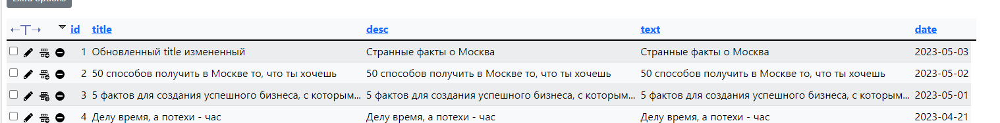 Extra options
←T→ id title desc text date
1 Обновленный title измененный Странные факты о Москва Странные факты о Москва 2023-05-03
2 50 способов получить в Москве то, что ты хочешь 50 способов получить в Москве то, что ты хочешь 50 способов получить в Москве то, что ты хочешь 2023-05-02
3 5 фактов для создания успешного бизнеса, с которым... 5 фактов для создания успешного бизнеса, с которым... 5 фактов для создания успешного бизнеса, с которым... 2023-05-01
4 Делу время, а потехи - час Делу время, а потехи - час Делу время, а потехи - час 2023-04-21